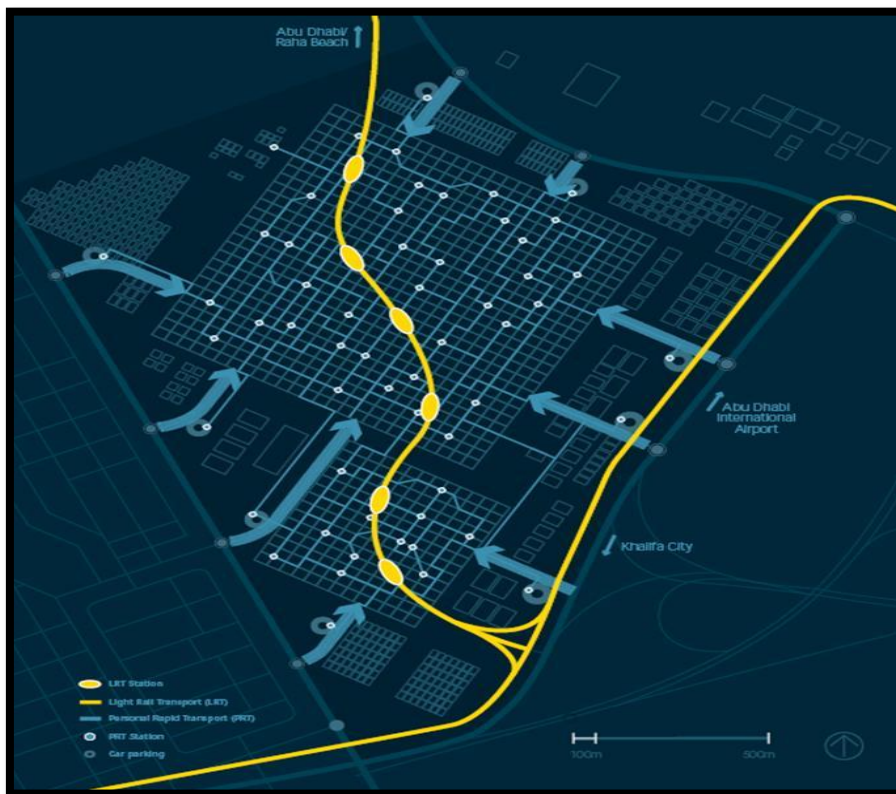 Abu Dhabi/
Raha Beach
Abu Dhabi
International
Airport
Khalifa City
LRT Station
Light Rail Transport (LRT)
Personal Rapid Transport (PRT)
PRT Station
Car parking
100m
500m